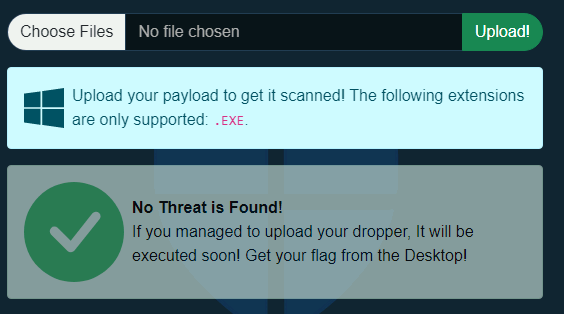 Choose Files No file chosen Upload!
Upload your payload to get it scanned! The following extensions
are only supported: .EXE.
No Threat is Found!
If you managed to upload your dropper, It will be
executed soon! Get your flag from the Desktop!